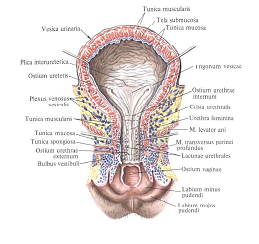 Tunica muscularis
Tela submucosa
Tunica mucosa
Vesica urinaria
Plica interureterica
Ostium ureteris
Plexus venosus
vesicalis
Tunica muscularis
Tunica mucosa
Tunica spongiosa
Ostium urethrae
externum
Bulbus vestibuli
Trigonum vesicae
Ostium urethrae
internum
Crista urethralis
Urethra feminina
M. levator ani
M. transversus perinei
profundus
Lacunae urethrales
Ostium vaginae
Labium minus
pudendi
Labium majus
pudendi